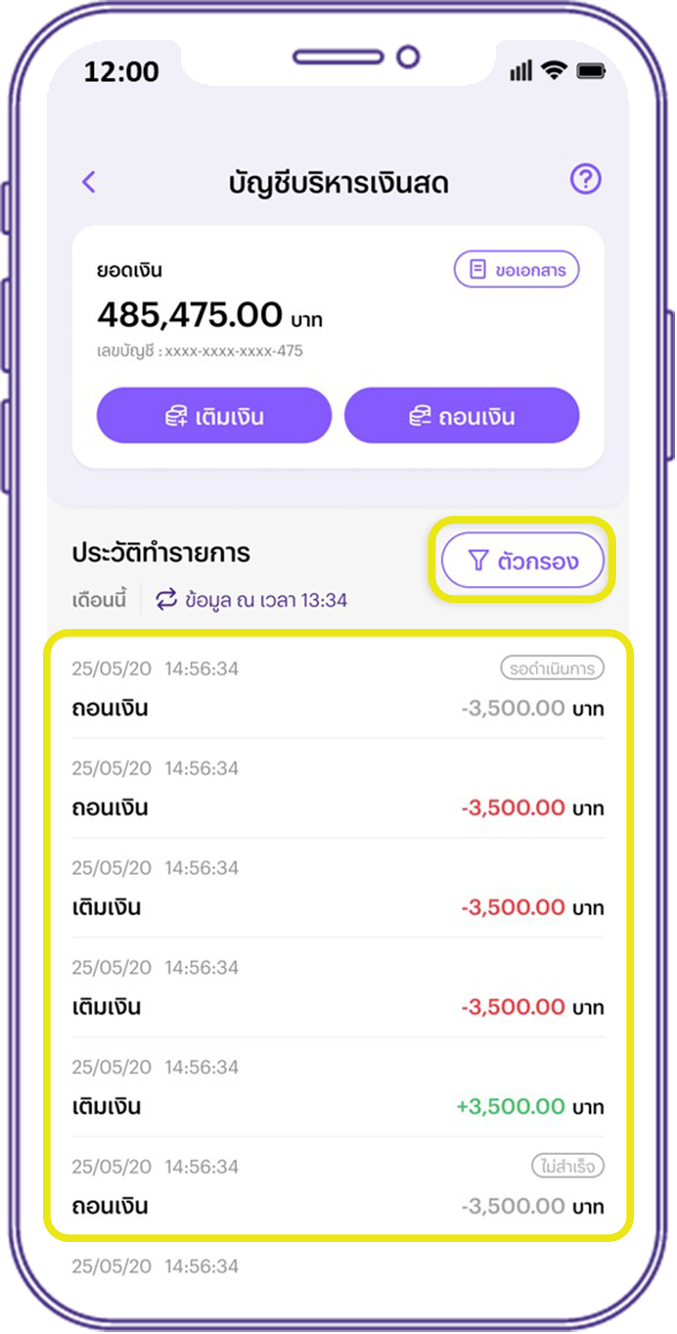 12:00
บัญชีบริหารเงินสด
ยอดเงิน
ขอเอกสาร
485,475.00 บาท
เลขบัญชี : xxxx-xxxx-xxxx-475
เติมเงิน
ถอนเงิน
ประวัติทำรายการ
ตัวกรอง
เดือนนี้
ข้อมูล ณ เวลา 13:34
25/05/20 14:56:34 รอดำเนินการ
ถอนเงิน -3,500.00 บาท
25/05/20 14:56:34
ถอนเงิน -3,500.00 บาท
25/05/20 14:56:34
เติมเงิน -3,500.00 บาท
25/05/20 14:56:34
เติมเงิน -3,500.00 บาท
25/05/20 14:56:34
เติมเงิน +3,500.00 บาท
25/05/20 14:56:34 ไม่สำเร็จ
ถอนเงิน -3,500.00 บาท
25/05/20 14:56:34